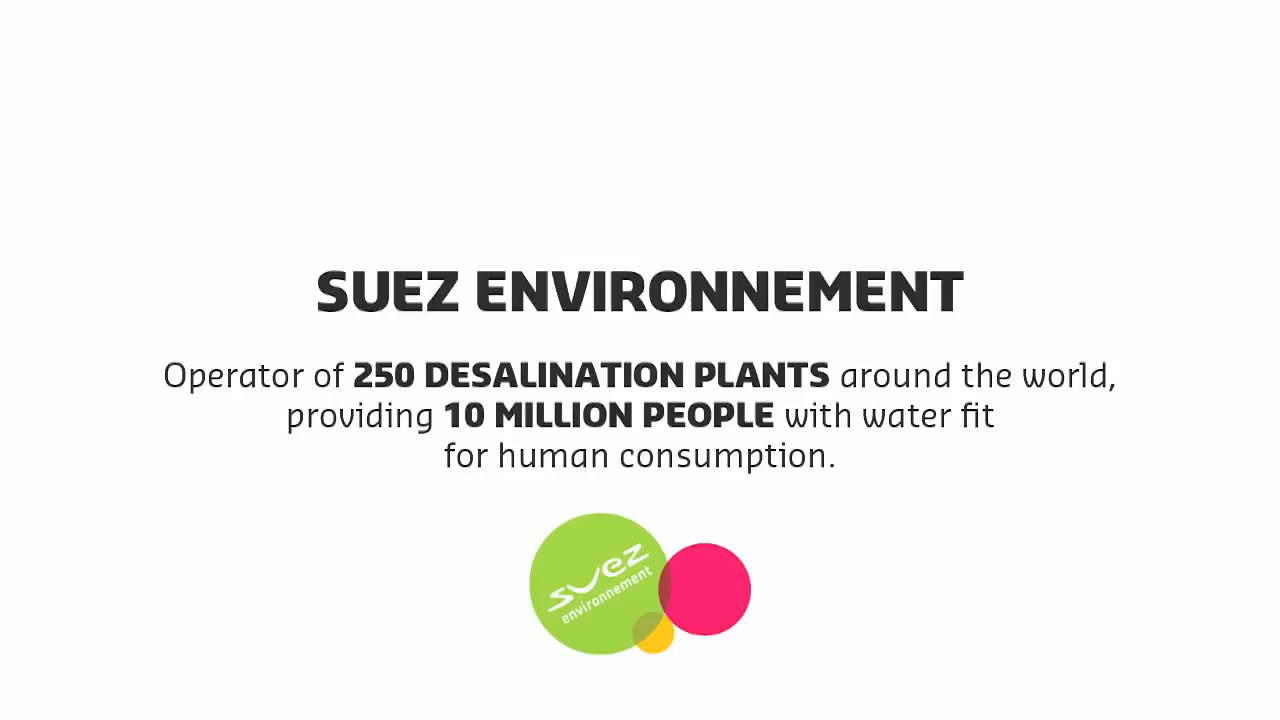 SUEZ ENVIRONNEMENT
Operator of 250 DESALINATION PLANTS around the world,
providing 10 MILLION PEOPLE with water fit
for human consumption.
suez
environnement